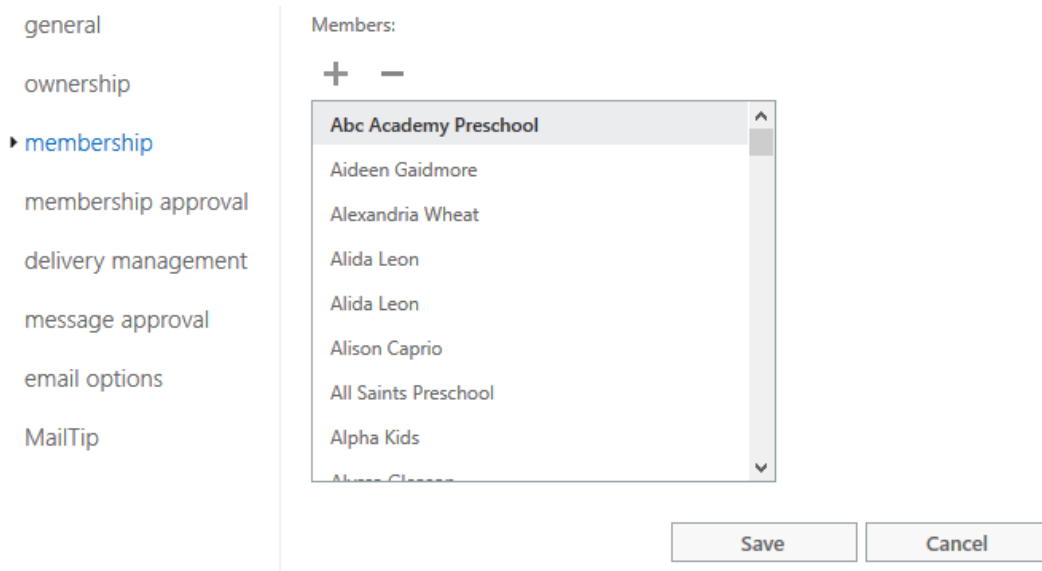 general
ownership
membership
membership approval
delivery management
message approval
email options
MailTip
Members:
Abc Academy Preschool
Aideen Gaidmore
Alexandria Wheat
Alida Leon
Alida Leon
Alison Caprio
All Saints Preschool
Alpha Kids
Save
Cancel